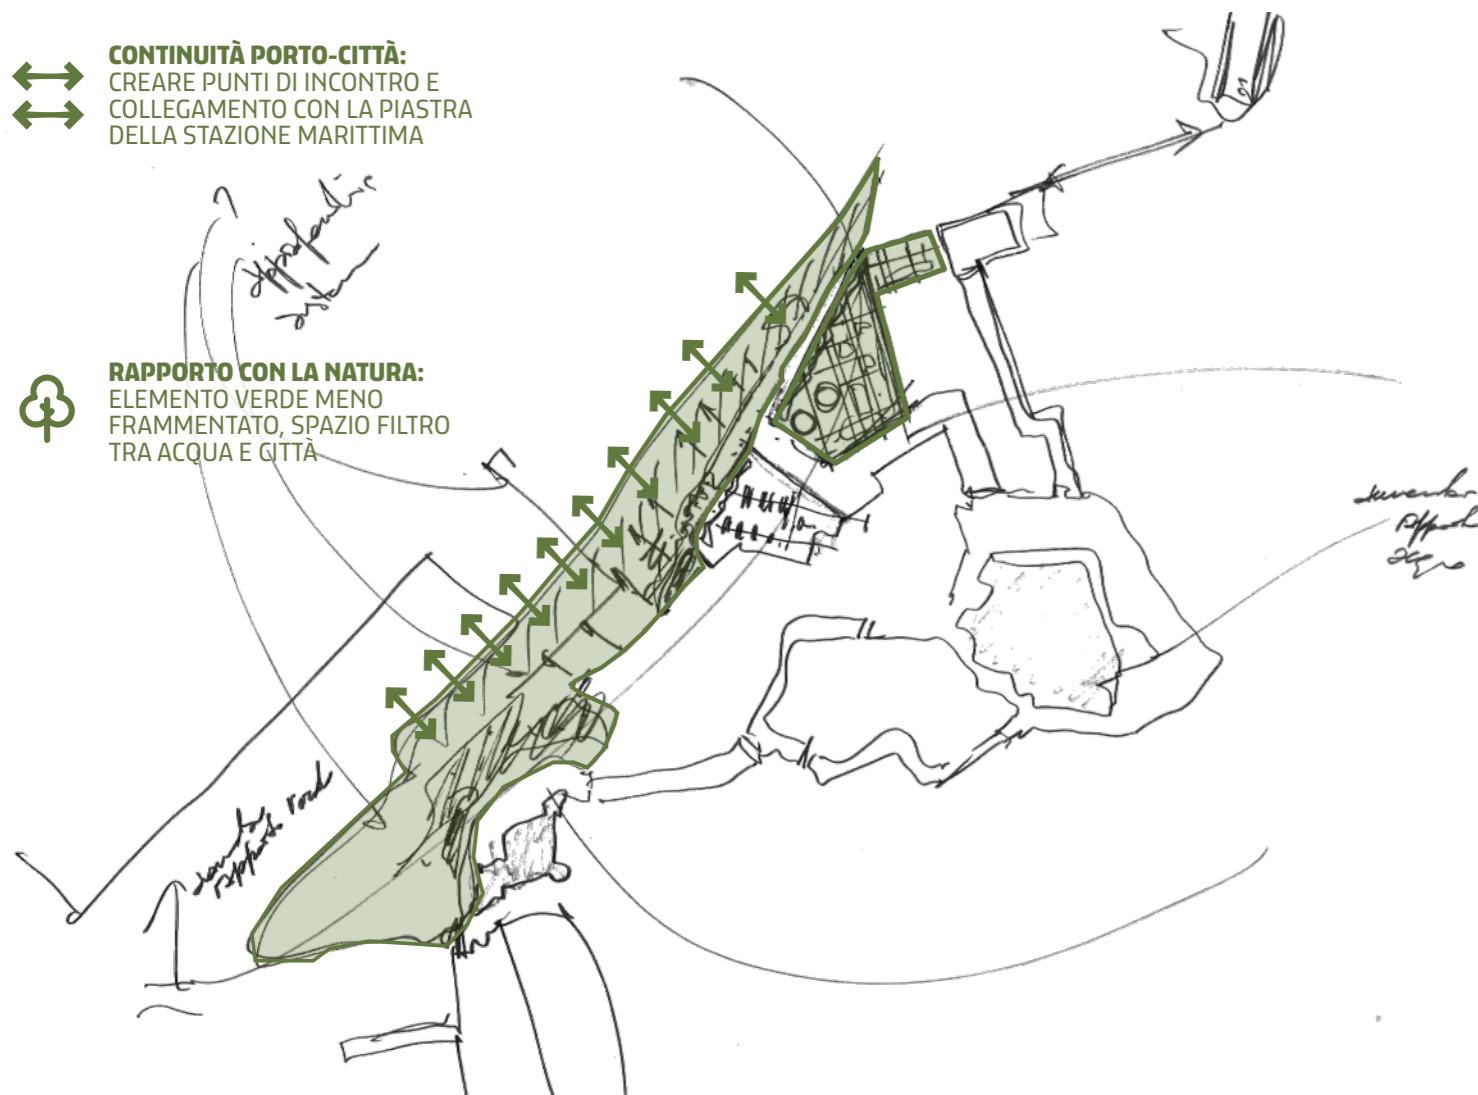 CONTINUITÀ PORTO-CITTÀ:
CREARE PUNTI DI INCONTRO E
COLLEGAMENTO CON LA PIASTRA
DELLA STAZIONE MARITTIMA
RAPPORTO CON LA NATURA:
ELEMENTO VERDE MENO
FRAMMENTATO, SPAZIO FILTRO
TRA ACQUA E CITTÀ